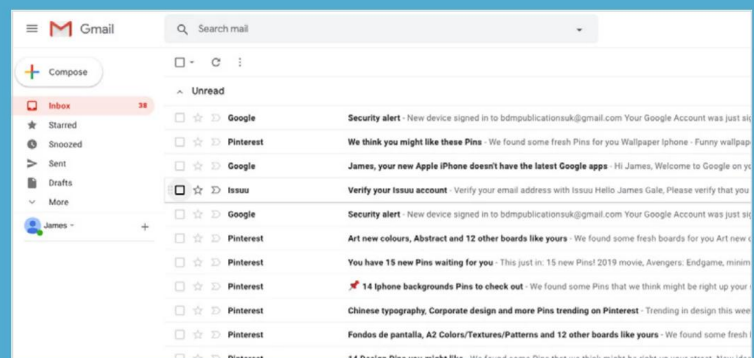 Gmail
Search mail
Compose
Unread
Inbox 38
Google Security alert - New device signed in to bdmpublicationsuk@gmail.com Your Google Account was just
Starred
Pinterest We think you might like these Pins - We found some fresh Pins for you Wallpaper Iphone - Funny
Snoozed
Sent
Google James, your new Apple iPhone doesn't have the latest Google apps - Hi James, Welcome to Google on
Drafts
Issuu Verify your Issuu account - Verify your email address with Issuu Hello James Gale, Please verify that you
More
James
Google Security alert - New device signed in to bdmpublicationsuk@gmail.com Your Google Account was just
Pinterest Art new colours, Abstract and 12 other boards like yours - We found some fresh boards for you Art new
Pinterest You have 15 new Pins waiting for you - This just in: 15 new Pins! 2019 movie, Avengers: Endgame,
Pinterest 14 Iphone backgrounds Pins to check out - We found some Pins that we think might be right up your
Pinterest Chinese typography, Corporate design and more Pins trending on Pinterest - Trending in design this
Pinterest Fondos de pantalla, A2 Colors/Textures/Patterns and 12 other boards like yours - We found some fresh